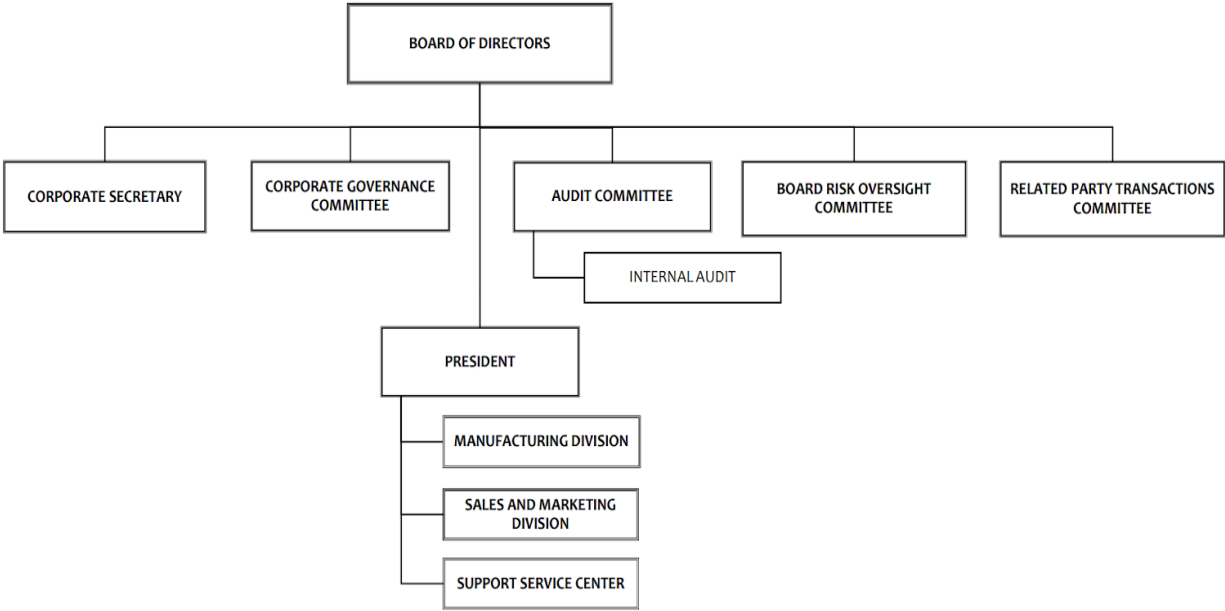 BOARD OF DIRECTORS
CORPORATE SECRETARY
CORPORATE GOVERNANCE
COMMITTEE
AUDIT COMMITTEE
BOARD RISK OVERSIGHT
COMMITTEE
RELATED PARTY TRANSACTIONS
COMMITTEE
INTERNAL AUDIT
PRESIDENT
MANUFACTURING DIVISION
SALES AND MARKETING
DIVISION
SUPPORT SERVICE CENTER